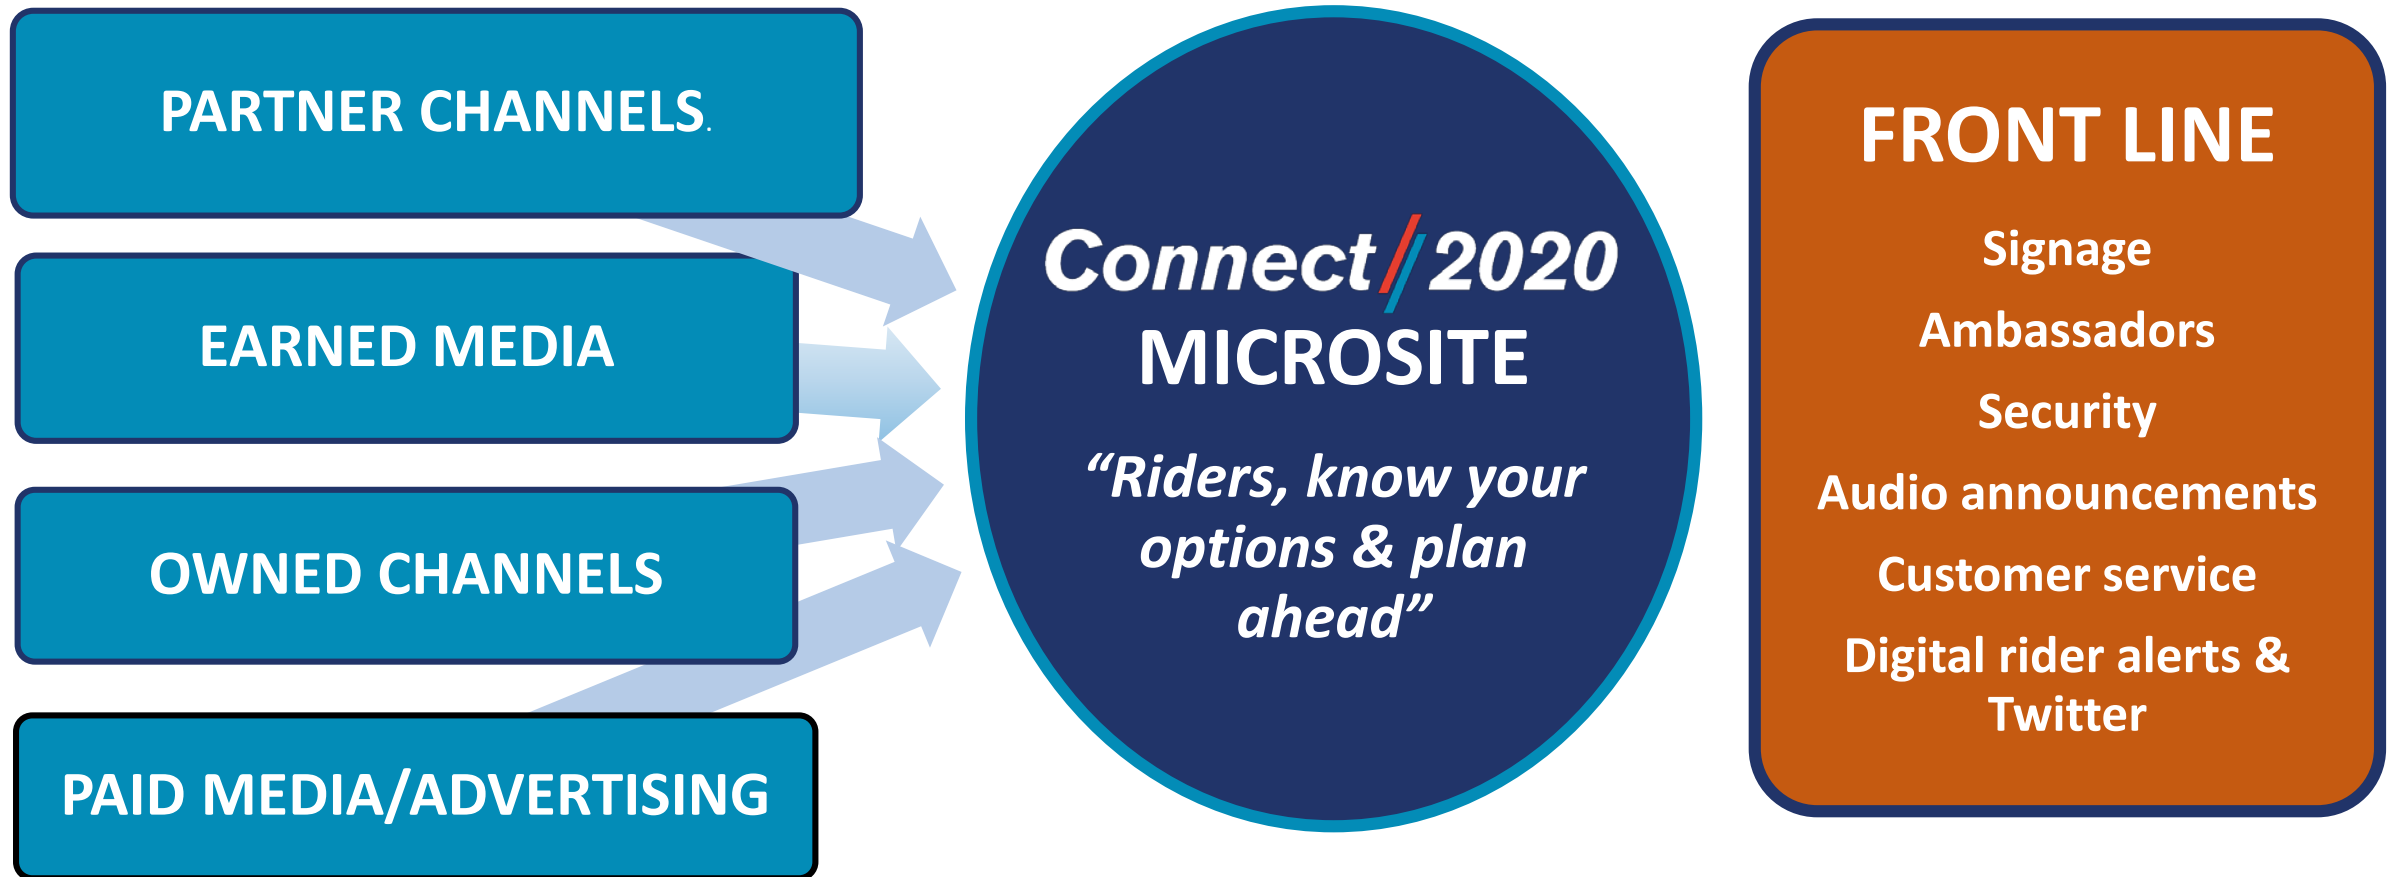 PARTNER CHANNELS.
EARNED MEDIA
OWNED CHANNELS
PAID MEDIA/ADVERTISING
Connect//2020
MICROSITE
“Riders, know your
options & plan
ahead”
FRONT LINE
Signage
Ambassadors
Security
Audio announcements
Customer service
Digital rider alerts &
Twitter